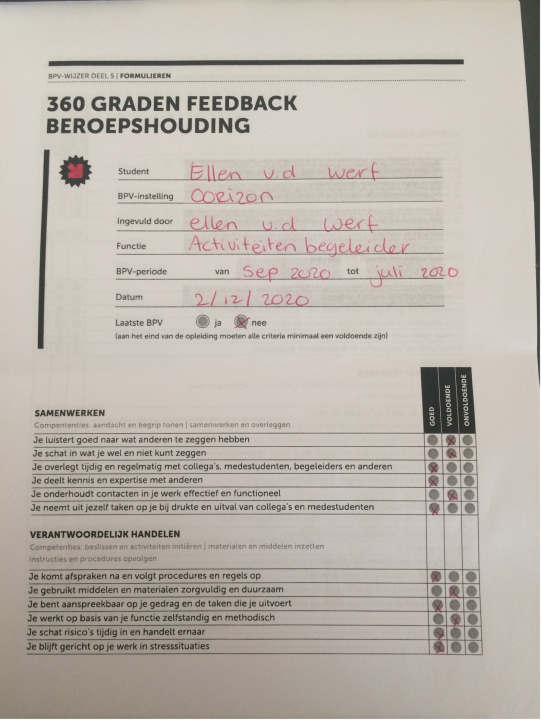 BPV-WIJZER DEEL 5 | FORMULIEREN
360 GRADEN FEEDBACK
BEROEPSHOUDING
Student Ellen v d Werf
BPV-instelling Corizon
Ingevuld door ellen v.d werf
Functie Activiteiten begeleider
BPV-periode van Sep 2020 tot juli 2020
Datum 2/12/2020
Laatste BPV ja nee
(aan het eind van de opleiding moeten alle criteria minimaal een voldoende zijn)
GOED
VOLDOENDE
ONVOLDOENDE
SAMENWERKEN
Competenties: aandacht en begrip tonen | samenwerken en overleggen
Je luistert goed naar wat anderen te zeggen hebben
Je schat in wat je wel en niet kunt zeggen
Je overlegt tijdig en regelmatig met collega's, medestudenten, begeleiders en anderen
Je deelt kennis en expertise met anderen
Je onderhoudt contacten in je werk effectief en functioneel
Je neemt uit jezelf taken op je bij drukte en uitval van collega's en medestudenten
VERANTWOORDELIJK HANDELEN
Competenties: beslissen en activiteiten initiëren | materialen en middelen inzetten
instructies en procedures opvolgen
Je komt afspraken na en volgt procedures en regels op
Je gebruikt middelen en materialen zorgvuldig en duurzaam
Je bent aanspreekbaar op je gedrag en de taken die je uitvoert
Je werkt op basis van je functie zelfstandig en methodisch
Je schat risico's tijdig in en handelt ernaar
Je blijft gericht op je werk in stresssituaties